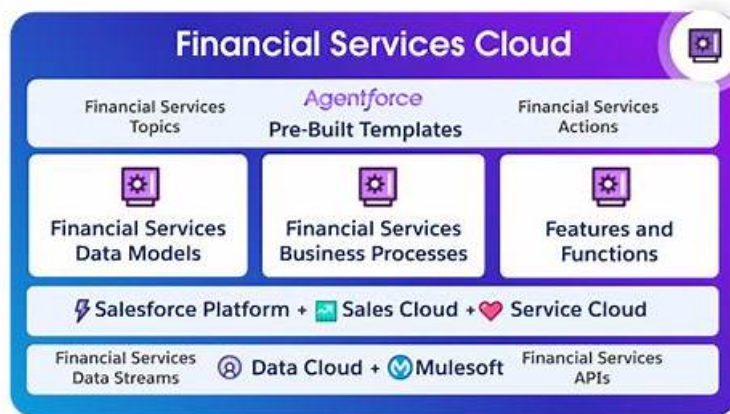 Financial Services Cloud
Financial Services
Topics
Agentforce
Pre-Built Templates
Financial Services
Actions
Financial Services
Data Models
Financial Services
Business Processes
Features and
Functions
Salesforce Platform + Sales Cloud + Service Cloud
Financial Services
Data Streams
Data Cloud + Mulesoft
Financial Services
APIs